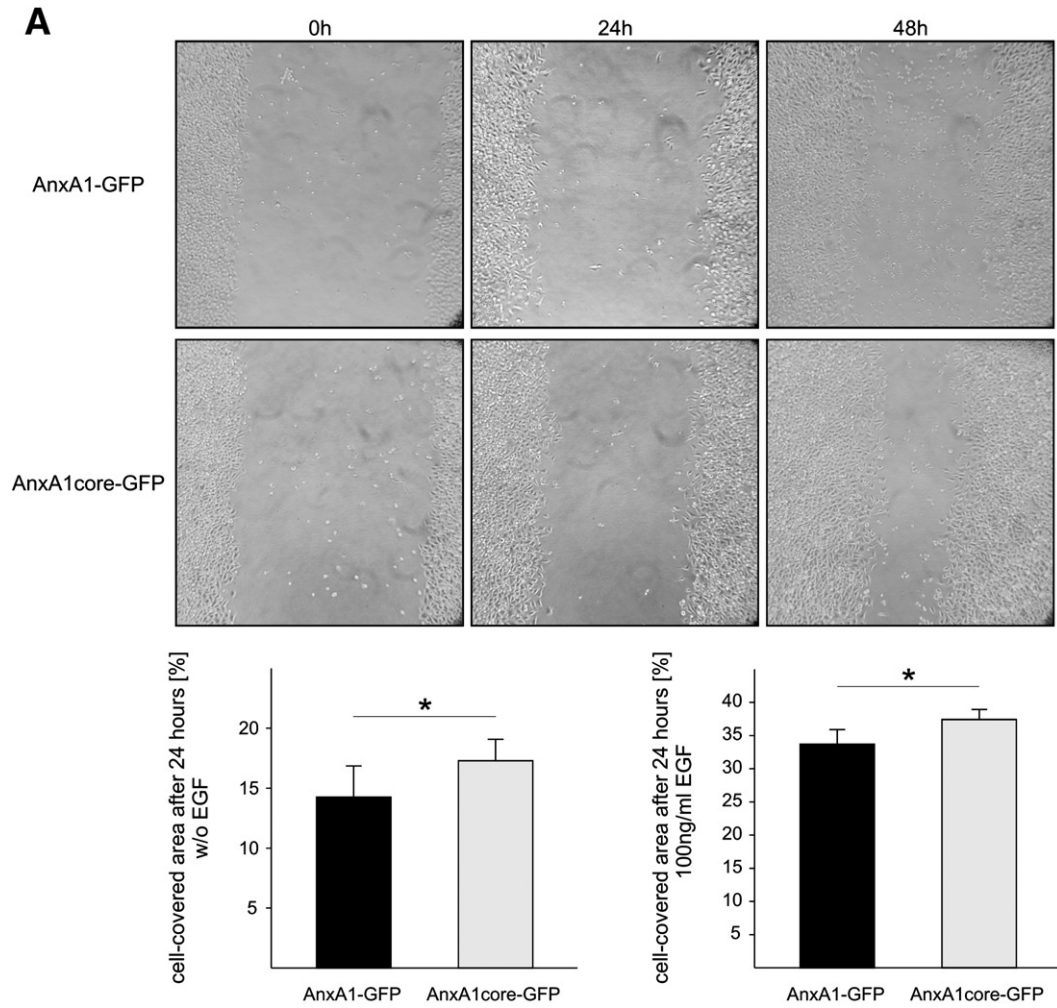 A
0h 24h 48h
AnxA1-GFP
AnxA1core-GFP
cell-covered area after 24 hours [%]
w/o EGF
20
15
10
5
*
AnxA1-GFP AnxA1core-GFP
cell-covered area after 24 hours [%]
100ng/ml EGF
40
35
30
35
20
15
10
5
*
AnxA1-GFP AnxA1core-GFP